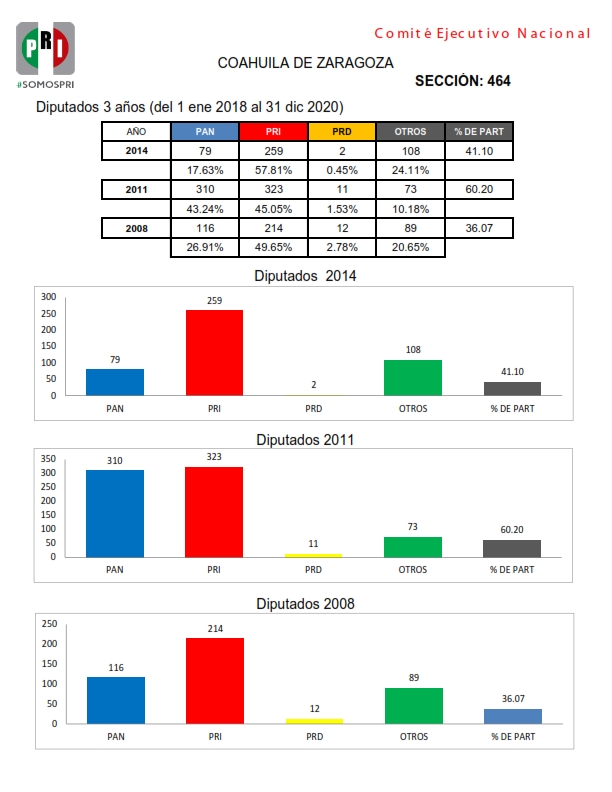 Comité Ejecutivo Nacional
PRI
#SOMOSPRI
COAHUILA DE ZARAGOZA
SECCIÓN: 464
Diputados 3 años (del 1 ene 2018 al 31 dic 2020)
AÑO PAN PRI PRD OTROS % DE PART
2014 79 259 2 108 41.10
17.63% 57.81% 0.45% 24.11%
2011 310 323 11 73 60.20
43.24% 45.05% 1.53% 10.18%
2008 116 214 12 89 36.07
26.91% 49.65% 2.78% 20.65%
Diputados 2014
300
250
200
150
100
50
0
79 259 2 108 41.10
PAN PRI PRD OTROS % DE PART
Diputados 2011
350
300
250
200
150
100
50
0
310 323 11 73 60.20
PAN PRI PRD OTROS % DE PART
Diputados 2008
250
200
150
100
50
0
116 214 12 89 36.07
PAN PRI PRD OTROS % DE PART